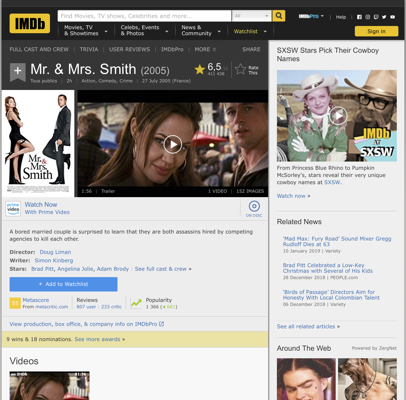 IMDb
Find Movies, TV shows, Celebrities and more...
All
IMDbPro
Help
Movies, TV
& Showtimes
Celebs, Events
& Photos
News &
Community
Watchlist
Sign in
FULL CAST AND CREW | TRIVIA | USER REVIEWS | IMDbPro | MORE
SHARE
Mr. & Mrs. Smith (2005)
Tous publics | 2h | Action, Comedy, Crime | 27 July 2005 (France)
6,5
Rate
This
Mr.&
Mrs.Smith
1:56 | Trailer
1 VIDEO | 152 IMAGES
prime video
Watch Now
With Prime Video
ON DISC
A bored married couple is surprised to learn that they are both assassins hired by competing
agencies to kill each other.
Director: Doug Liman
Writer: Simon Kinberg
Stars: Brad Pitt, Angelina Jolie, Adam Brody | See full cast & crew »
+ Add to Watchlist
Metascore
From metacritic.com
Reviews
807 user | 233 critic
Popularity
View production, box office, & company info on IMDbPro
9 wins & 18 nominations. See more awards »
Videos
SXSW Stars Pick Their Cowboy
Names
IMDb
AT
SXSW
From Princess Blue Rhino to Pumpkin
McSorley's, stars reveal their very
unique cowboy names at SXSW.
Watch now »
Related News
'Mad Max: Fury Road' Sound Mixer Gregg
Rudloff Dies at 63
10 January 2019 | Variety
Brad Pitt Celebrated a Low-Key
Christmas with Several of His Kids
28 December 2018 | PEOPLE.com
'Birds of Passage' Directors Aim for
Honesty With Local Colombian Talent
06 December 2018 | Variety
See all related articles »
Around The Web
Powered by ZergNet